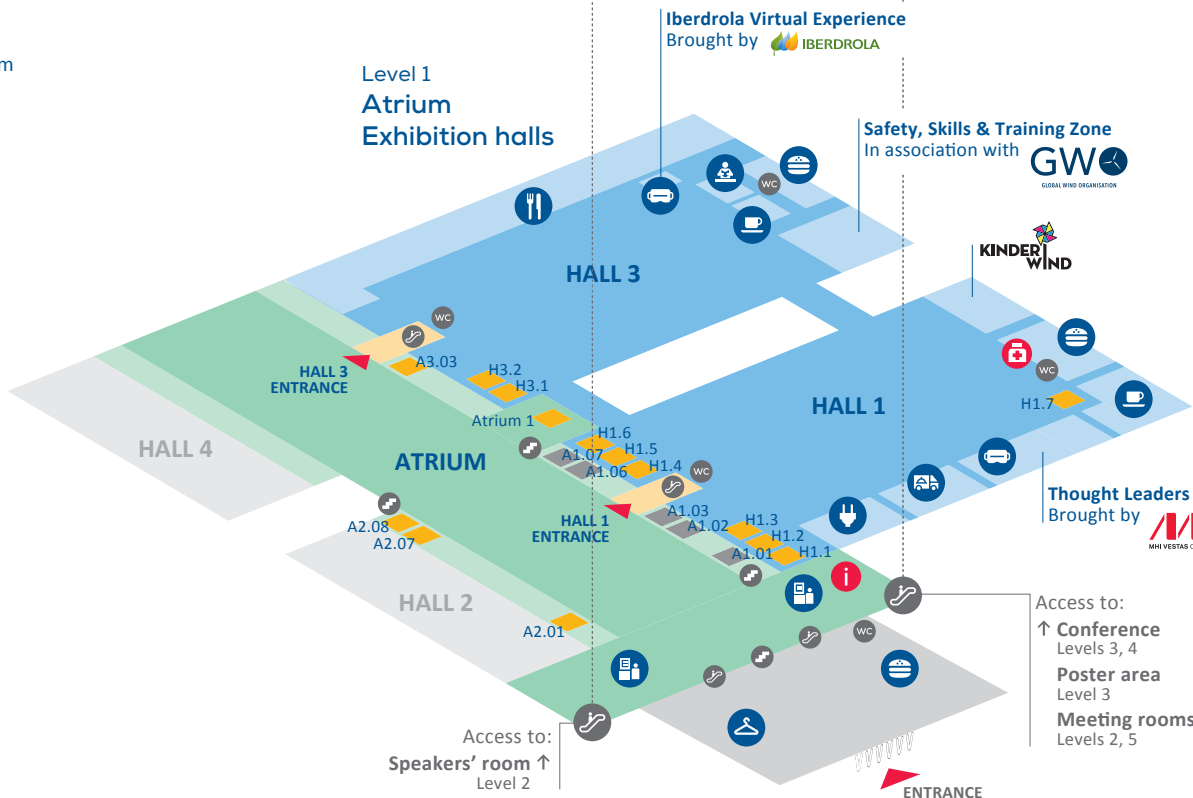 m
Level 1
Atrium
Exhibition halls
Iberdrola Virtual Experience
Brought by IBERDROLA
Safety, Skills & Training Zone
In association with GWO
GLOBAL WIND ORGANISATION
KINDER
WIND
WC
HALL 3
WC
HALL 3
ENTRANCE
A3.03
H3.2
H3.1
Atrium 1
HALL 1
WC
H1.7
HALL 4
ATRIUM
H1.6
H1.5
H1.4
A1.07
A1.06
WC
HALL 1
ENTRANCE
A1.03
A1.02
A1.01
H1.3
H1.2
H1.1
A2.08
A2.07
HALL 2
A2.01
i
WC
Thought Leaders
Brought by
MHI VESTAS
Access to:
↑ Conference
Levels 3, 4
Poster area
Level 3
Meeting rooms
Levels 2, 5
Access to:
Speakers' room ↑
Level 2
ENTRANCE